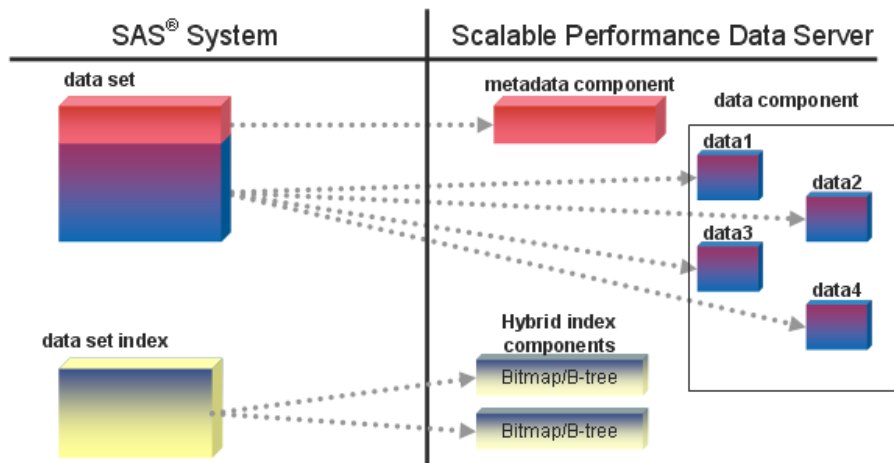 SAS® System
Scalable Performance Data Server
data set
metadata component
data component
data1
data2
data3
data4
data set index
Hybrid index
components
Bitmap/B-tree
Bitmap/B-tree